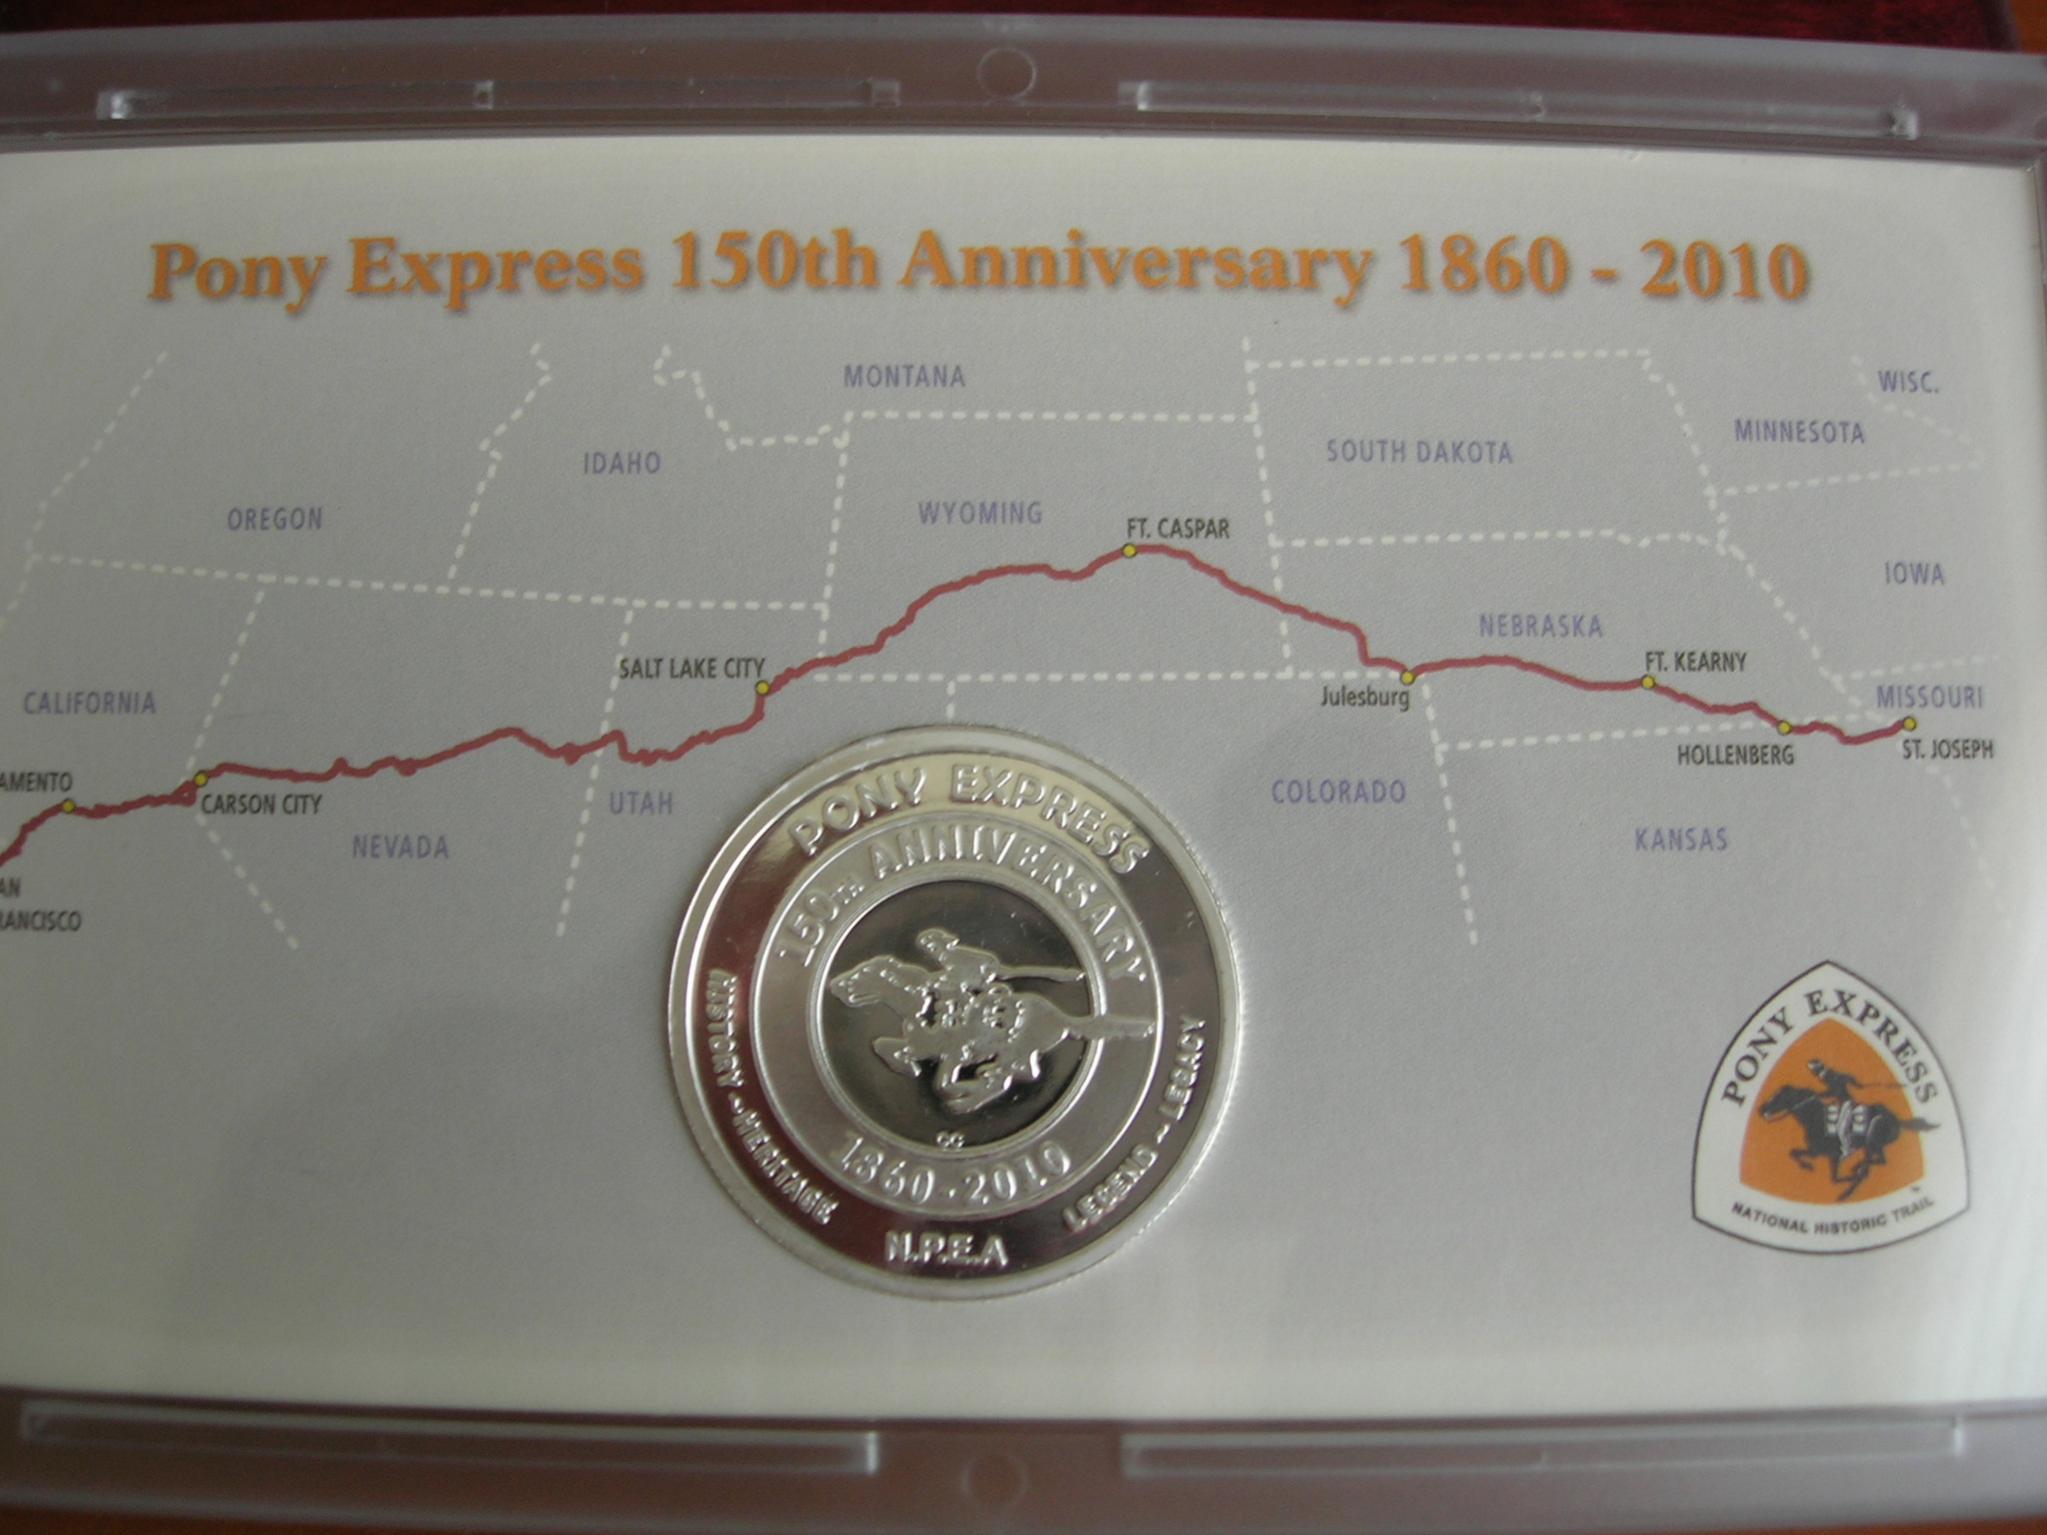 Pony Express 150th Anniversary 1860 - 2010
MONTANA
WISC.
MINNESOTA
SOUTH DAKOTA
IDAHO
OREGON
WYOMING
FT. CASPAR
IOWA
NEBRASKA
SALT LAKE CITY
FT. KEARNY
CALIFORNIA
Julesburg
MISSOURI
HOLLENBERG
ST. JOSEPH
AMENTO
CARSON CITY
UTAH
COLORADO
NEVADA
KANSAS
AN
RANCISCO
PONY EXPRESS
150TH ANNIVERSARY
HISTORY ~ HERITAGE
LEGEND ~ LEGACY
CC
1860-2010
N.P.E.A
PONY EXPRESS
NATIONAL HISTORIC TRAIL